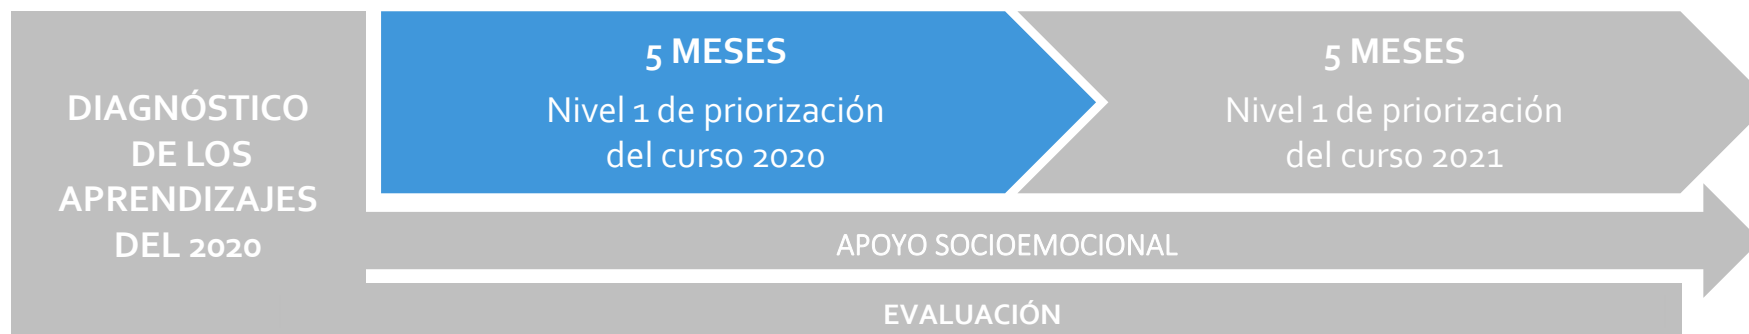 DIAGNÓSTICO
DE LOS
APRENDIZAJES
DEL 2020
5 MESES
Nivel 1 de priorización
del curso 2020
5 MESES
Nivel 1 de priorización
del curso 2021
APOYO SOCIOEMOCIONAL
EVALUACIÓN